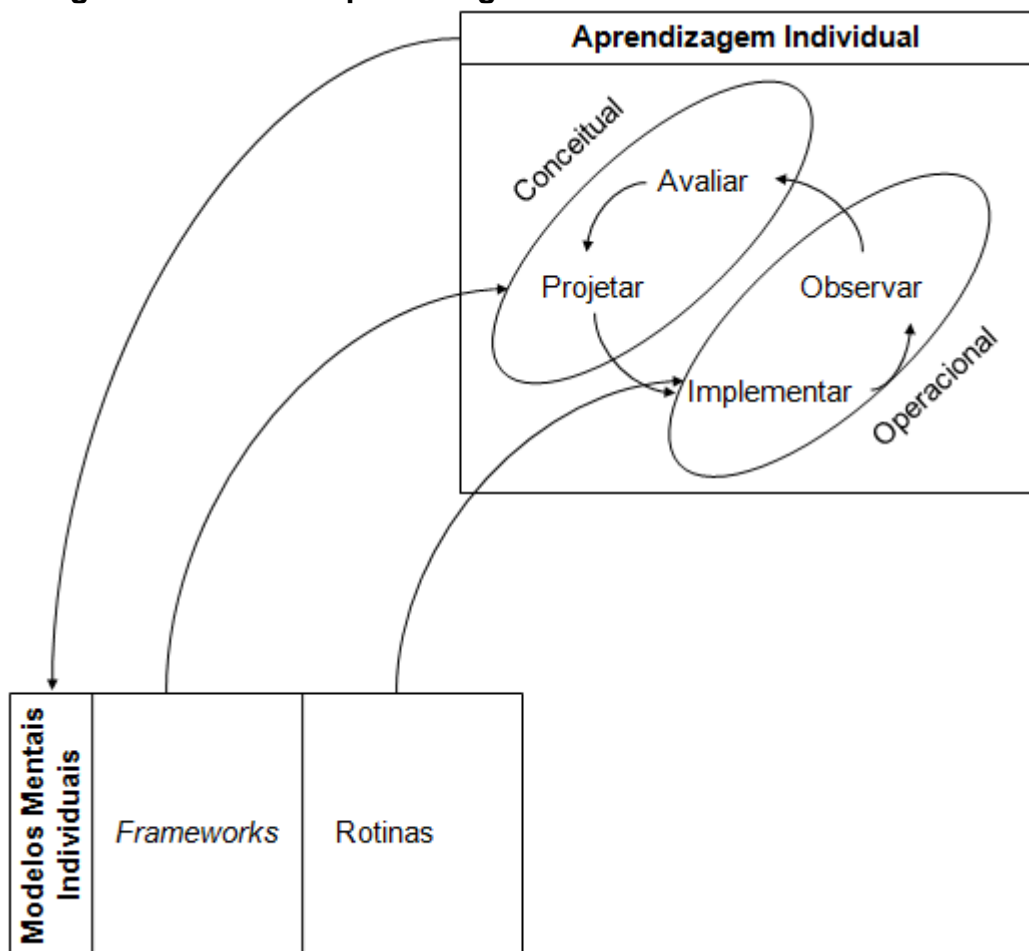 Aprendizagem Individual
Conceitual
Avaliar
Projetar
Observar
Implementar
Operacional
Modelos Mentais
Individuais
Frameworks
Rotinas